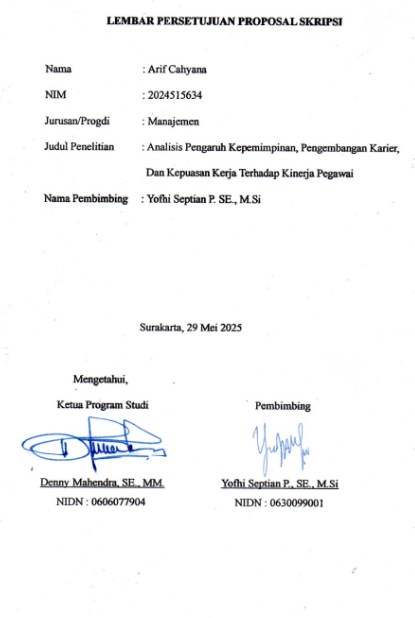 LEMBAR PERSETUJUAN PROPOSAL SKRIPSI
Nama : Arif Cahyana
NIM : 2024515634
Jurusan/Progdi : Manajemen
Judul Penelitian : Analisis Pengaruh Kepemimpinan, Pengembangan Karier,
Dan Kepuasan Kerja Terhadap Kinerja Pegawai
Nama Pembimbing : Yofhi Septian P. SE., M.Si
Surakarta, 29 Mei 2025
Mengetahui,
Ketua Program Studi Pembimbing
Denny Mahendra, SE., MM. Yofhi Septian P., SE., M.Si
NIDN : 0606077904 NIDN : 0630099001